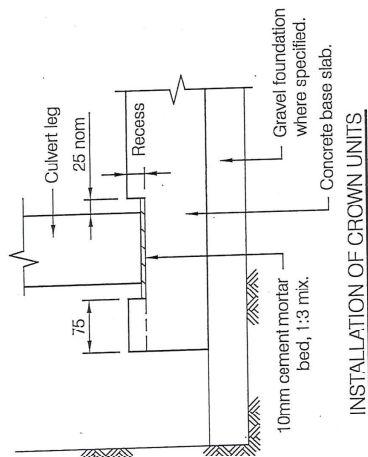 Culvert leg
25 nom
Recess
75
10mm cement mortar
bed, 1:3 mix.
Gravel foundation
where specified.
Concrete base slab.
INSTALLATION OF CROWN UNITS